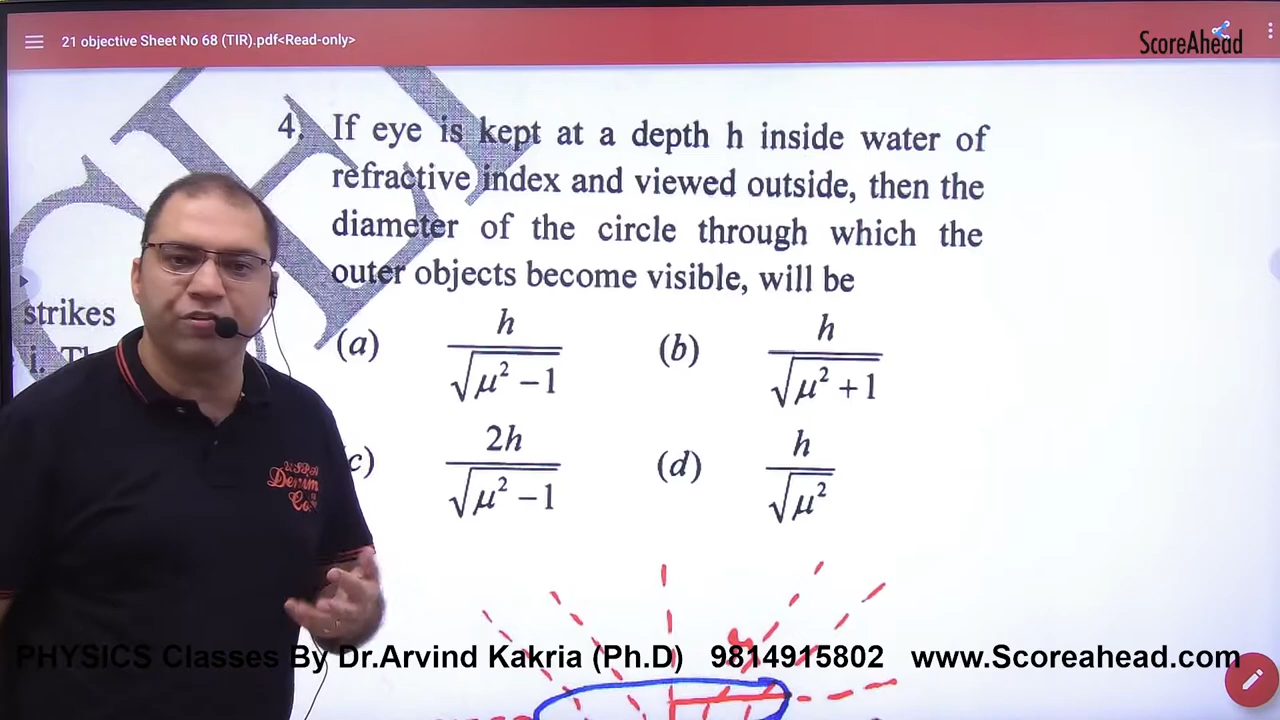 21 objective Sheet No 68 (TIR).pdf<Read-only>
ScoreAhead
4. If eye is kept at a depth h inside water of
refractive index and viewed outside, then the
diameter of the circle through which the
outer objects become visible, will be
strikes
i.
(a) h / √(μ² − 1) (b) h / √(μ² + 1)
c) 2h / √(μ² − 1) (d) h / √μ²
U.S.P.A
Denim
Co.
PHYSICS Classes By Dr.Arvind Kakria (Ph.D) 9814915802 www.Scoreahead.com